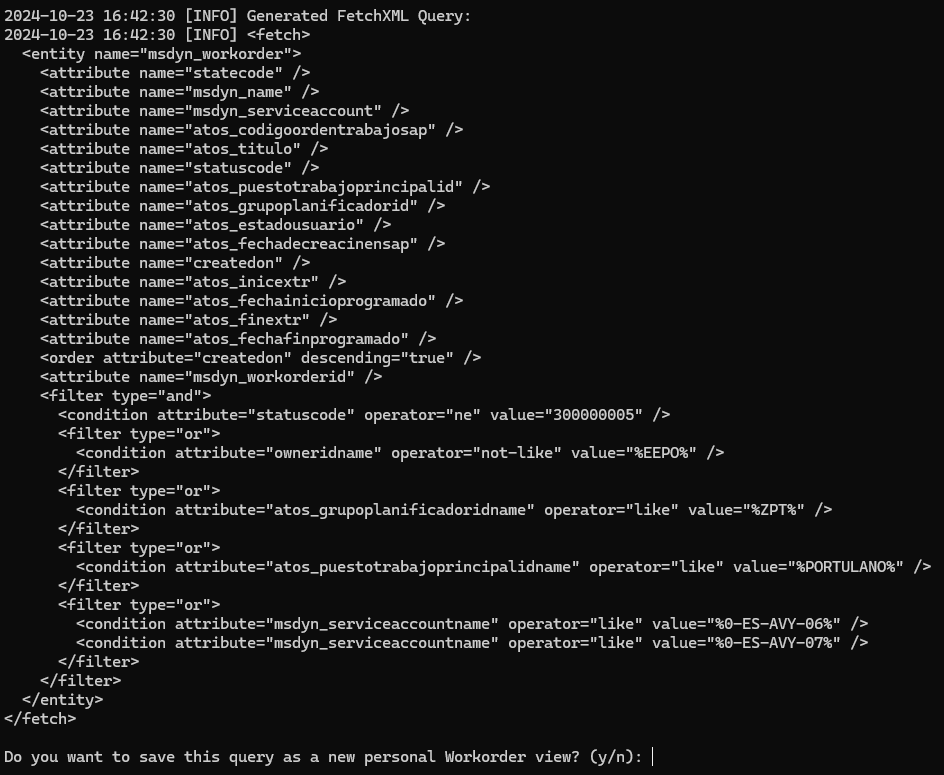 2024-10-23 16:42:30 [INFO] Generated FetchXML Query:
2024-10-23 16:42:30 [INFO] <fetch>
  <entity name="msdyn_workorder">
    <attribute name="statecode" />
    <attribute name="msdyn_name" />
    <attribute name="msdyn_serviceaccount" />
    <attribute name="atos_codigoordentrabajosap" />
    <attribute name="atos_titulo" />
    <attribute name="statuscode" />
    <attribute name="atos_puestotrabajoprincipalid" />
    <attribute name="atos_grupoplanificadorid" />
    <attribute name="atos_estadousuario" />
    <attribute name="atos_fechadecreacinensap" />
    <attribute name="createdon" />
    <attribute name="atos_inicextr" />
    <attribute name="atos_fechainicioprogramado" />
    <attribute name="atos_finextr" />
    <attribute name="atos_fechafinprogramado" />
    <order attribute="createdon" descending="true" />
    <attribute name="msdyn_workorderid" />
    <filter type="and">
      <condition attribute="statuscode" operator="ne" value="300000005" />
      <filter type="or">
        <condition attribute="owneridname" operator="not-like" value="%EEPO%" />
      </filter>
      <filter type="or">
        <condition attribute="atos_grupoplanificadoridname" operator="like" value="%ZPT%" />
      </filter>
      <filter type="or">
        <condition attribute="atos_puestotrabajoprincipalidname" operator="like" value="%PORTULANO%" />
      </filter>
      <filter type="or">
        <condition attribute="msdyn_serviceaccountname" operator="like" value="%0-ES-AVY-06%" />
        <condition attribute="msdyn_serviceaccountname" operator="like" value="%0-ES-AVY-07%" />
      </filter>
    </filter>
  </entity>
</fetch>

Do you want to save this query as a new personal Workorder view? (y/n):